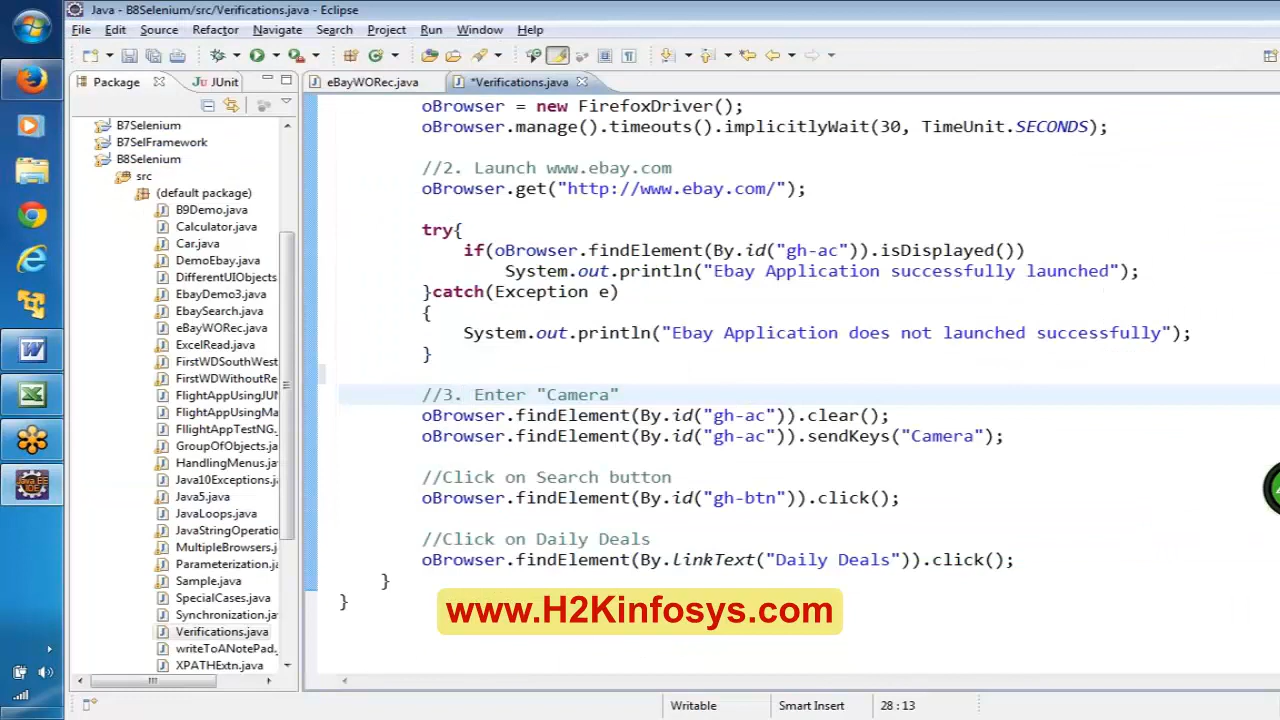 Java - B8Selenium/src/Verifications.java - Eclipse
File Edit Source Refactor Navigate Search Project Run Window Help
Package JUnit eBayWORec.java *Verifications.java
B7Selenium
B7SelFramework
B8Selenium
src
(default package)
B9Demo.java
Calculator.java
Car.java
DemoEbay.java
DifferentUIObjects
EbayDemo3.java
EbaySearch.java
eBayWORec.java
ExcelRead.java
FirstWDSouthWest
FirstWDWithoutRe
FlightAppUsingJUN
FlightAppUsingMa
FllightAppTestNG.
GroupOfObjects.ja
HandlingMenus.ja
Java10Exceptions.j
Java5.java
JavaLoops.java
JavaStringOperatio
MultipleBrowsers.j
Parameterization.ja
Sample.java
SpecialCases.java
Synchronization.ja
Verifications.java
writeToANotePad.
XPATHExtn.java
oBrowser = new FirefoxDriver();
oBrowser.manage().timeouts().implicitlyWait(30, TimeUnit.SECONDS);
//2. Launch www.ebay.com
oBrowser.get("http://www.ebay.com/");
try{
if(oBrowser.findElement(By.id("gh-ac")).isDisplayed())
System.out.println("Ebay Application successfully launched");
}catch(Exception e)
{
System.out.println("Ebay Application does not launched successfully");
}
//3. Enter "Camera"
oBrowser.findElement(By.id("gh-ac")).clear();
oBrowser.findElement(By.id("gh-ac")).sendKeys("Camera");
//Click on Search button
oBrowser.findElement(By.id("gh-btn")).click();
//Click on Daily Deals
oBrowser.findElement(By.linkText("Daily Deals")).click();
}
}
www.H2Kinfosys.com
Writable Smart Insert 28 : 13